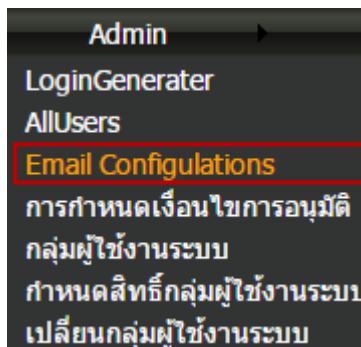 Admin
LoginGenerater
AllUsers
Email Configulations
การกำหนดเงื่อนไขการอนุมัติ
กลุ่มผู้ใช้งานระบบ
กำหนดสิทธิ์กลุ่มผู้ใช้งานระบบ
เปลี่ยนกลุ่มผู้ใช้งานระบบ